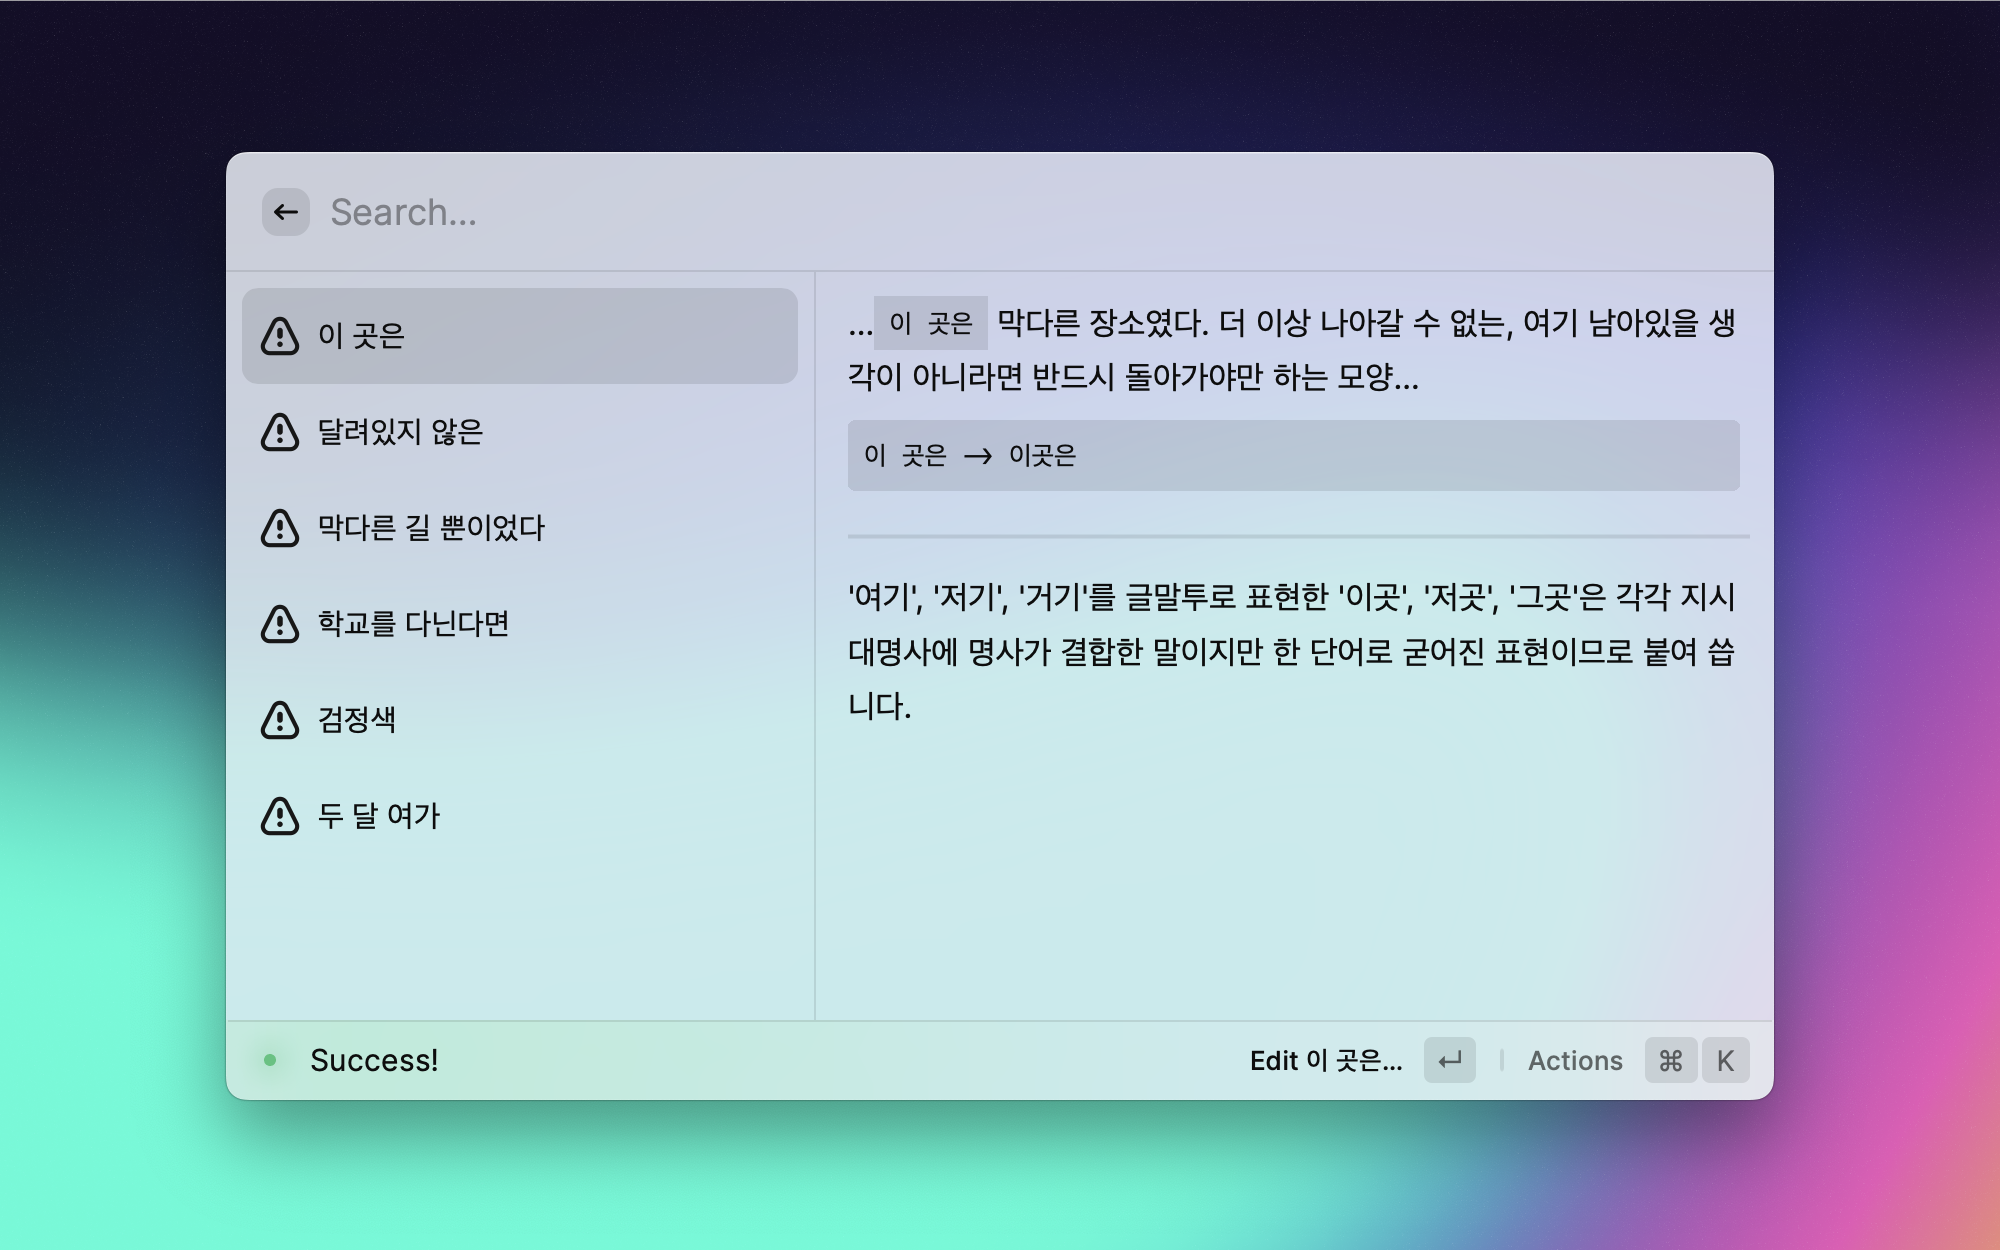 Search...
이 곳은
달려있지 않은
막다른 길 뿐이었다
학교를 다닌다면
검정색
두 달 여가
...이 곳은 막다른 장소였다. 더 이상 나아갈 수 없는, 여기 남아있을 생
각이 아니라면 반드시 돌아가야만 하는 모양...
이 곳은 → 이곳은
'여기', '저기', '거기'를 글말투로 표현한 '이곳', '저곳', '그곳'은 각각 지시
대명사에 명사가 결합한 말이지만 한 단어로 굳어진 표현이므로 붙여 씁
니다.
Success!
Edit 이 곳은... ↵ | Actions ⌘ K